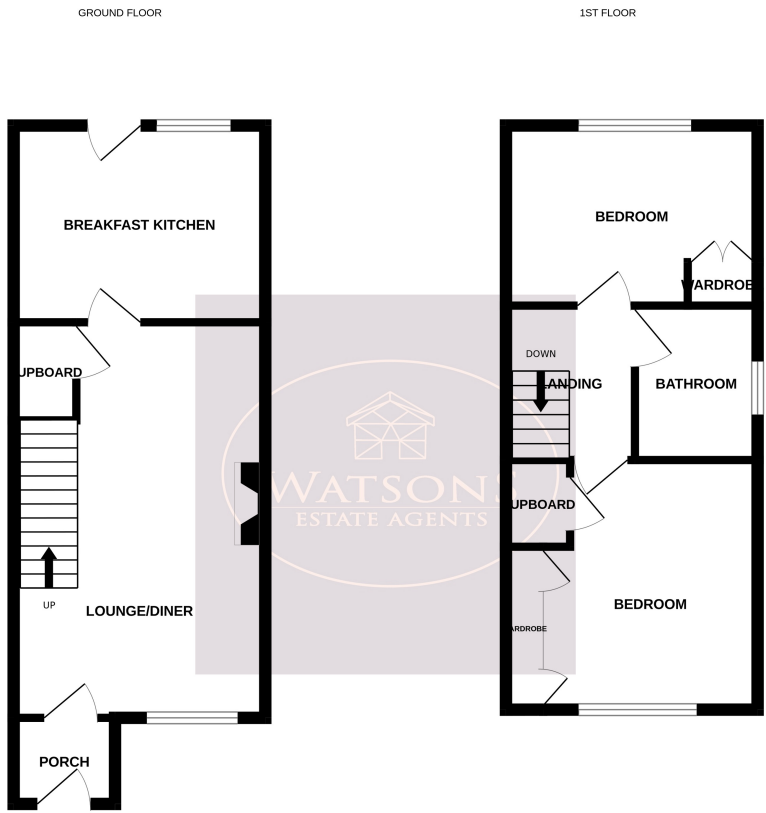 GROUND FLOOR
1ST FLOOR
BREAKFAST KITCHEN
BEDROOM
WARDROBE
UPBOARD
DOWN
LANDING
BATHROOM
WATSONS
ESTATE AGENTS
UPBOARD
UP
LOUNGE/DINER
BEDROOM
ARDROBE
PORCH